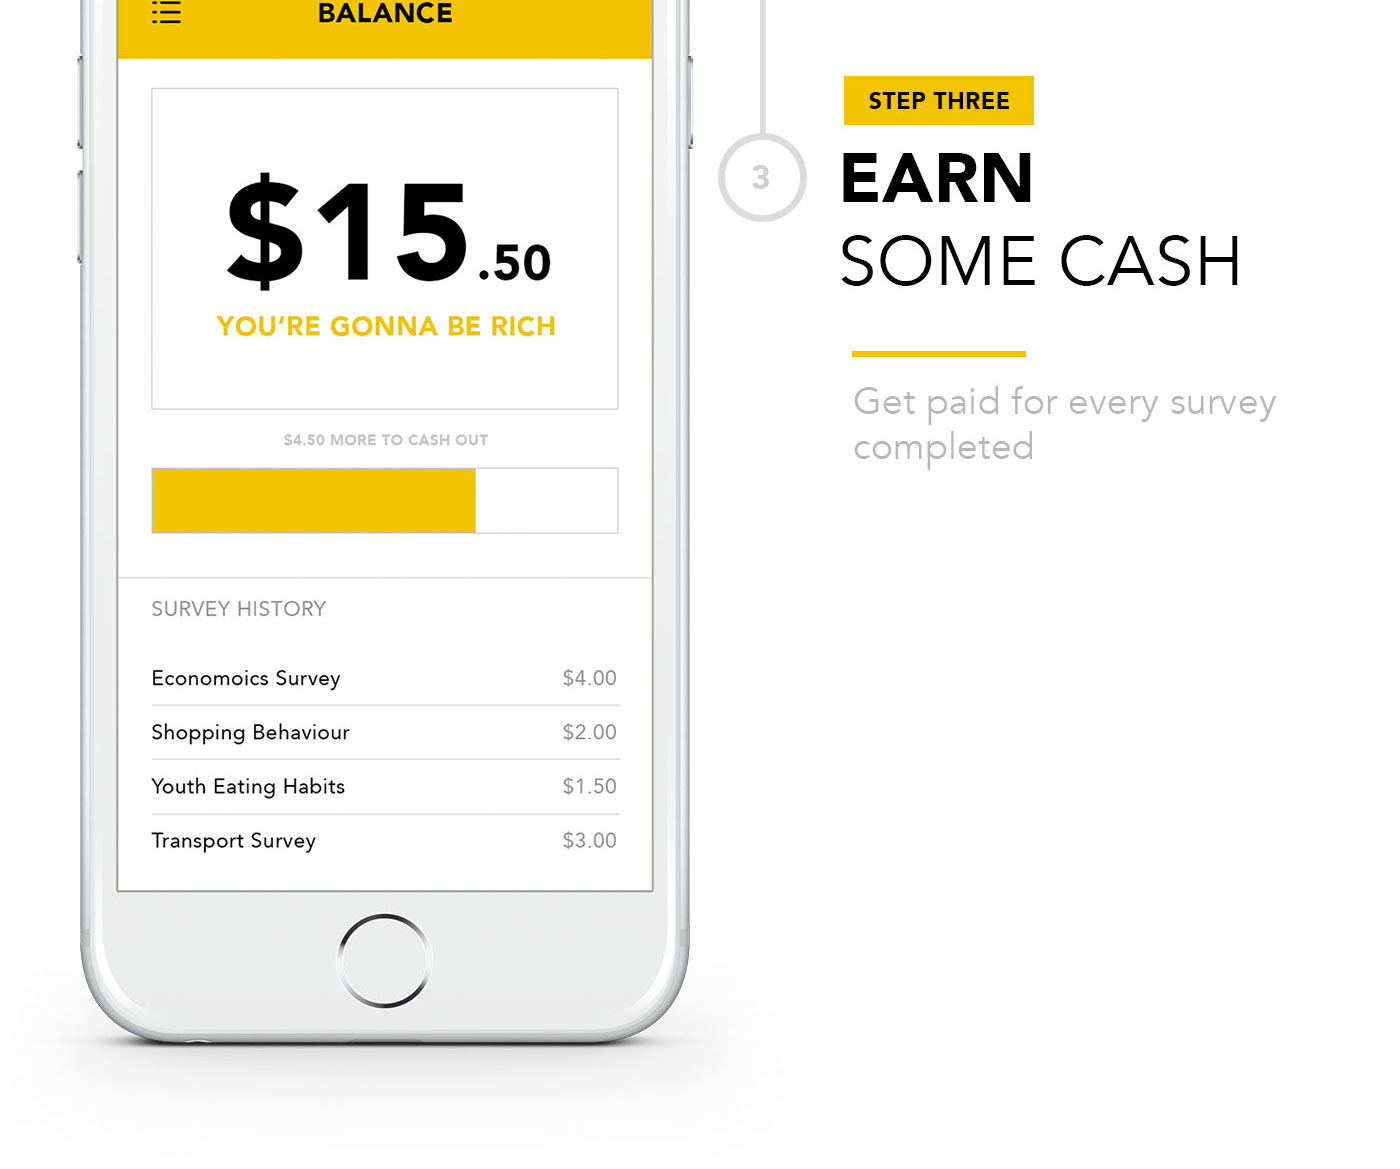 BALANCE
$15.50
YOU'RE GONNA BE RICH
$4.50 MORE TO CASH OUT
SURVEY HISTORY
Economoics Survey $4.00
Shopping Behaviour $2.00
Youth Eating Habits $1.50
Transport Survey $3.00
STEP THREE
3
EARN
SOME CASH
Get paid for every survey
completed